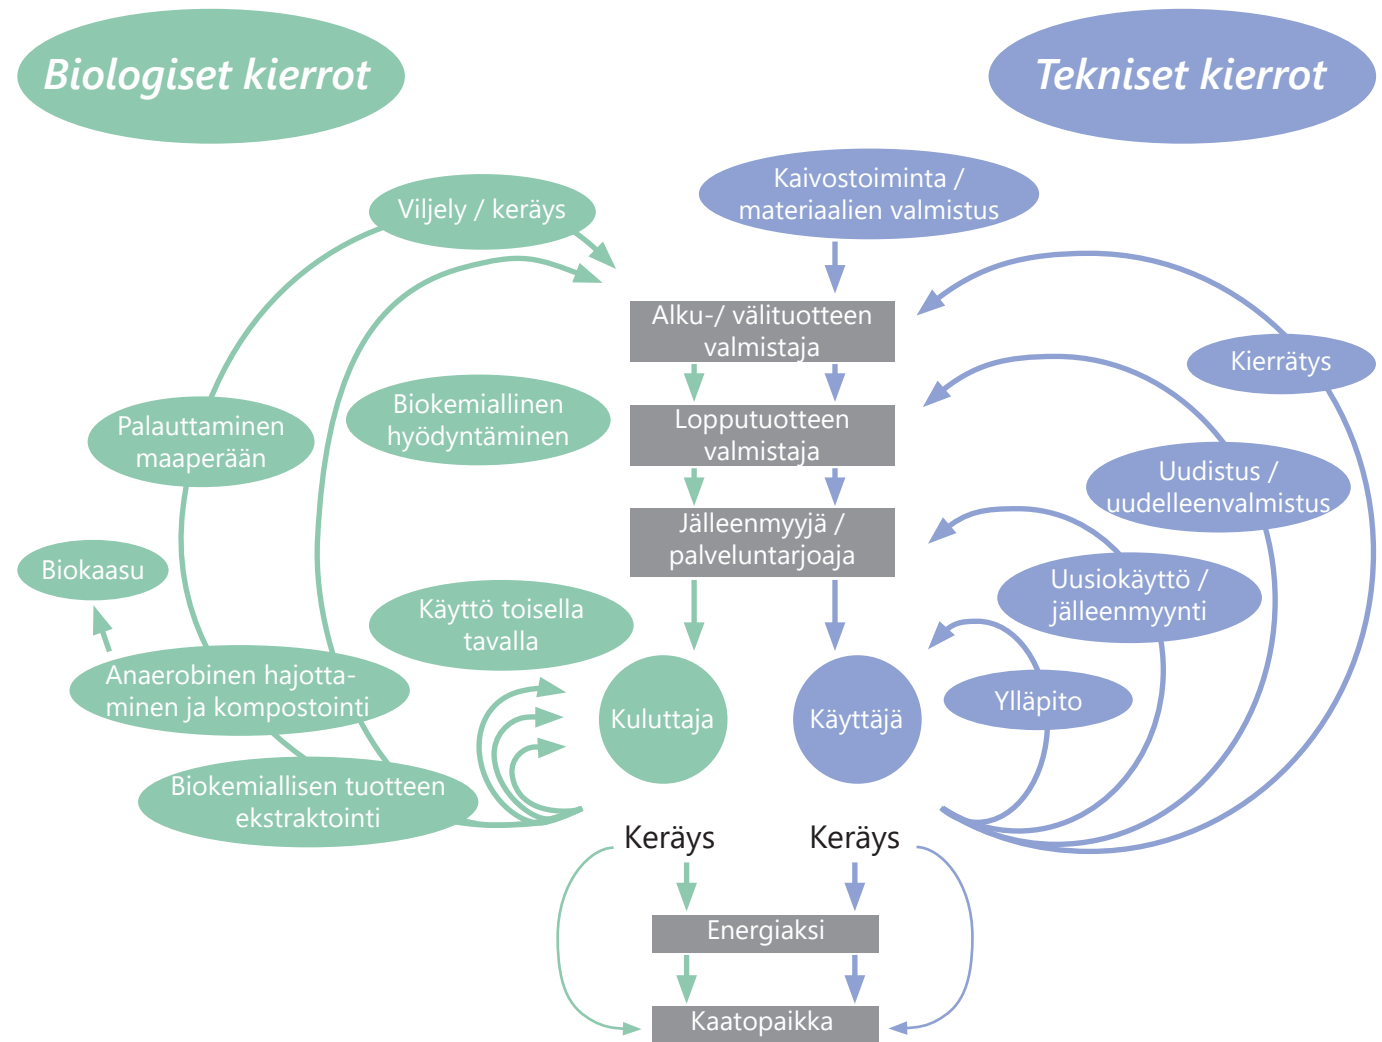 Biologiset kierrot
Tekniset kierrot
Kaivostoiminta /
materiaalien valmistus
Viljely / keräys
Alku-/ välituotteen
valmistaja
Kierrätys
Biokemiallinen
hyödyntäminen
Palauttaminen
maaperään
Lopputuotteen
valmistaja
Uudistus /
uudelleenvalmistus
Jälleenmyyjä /
palveluntarjoaja
Biokaasu
Uusiokäyttö /
jälleenmyynti
Käyttö toisella
tavalla
Anaerobinen hajotta-
minen ja kompostointi
Ylläpito
Kuluttaja
Käyttäjä
Biokemiallisen tuotteen
ekstraktointi
Keräys
Keräys
Energiaksi
Kaatopaikka